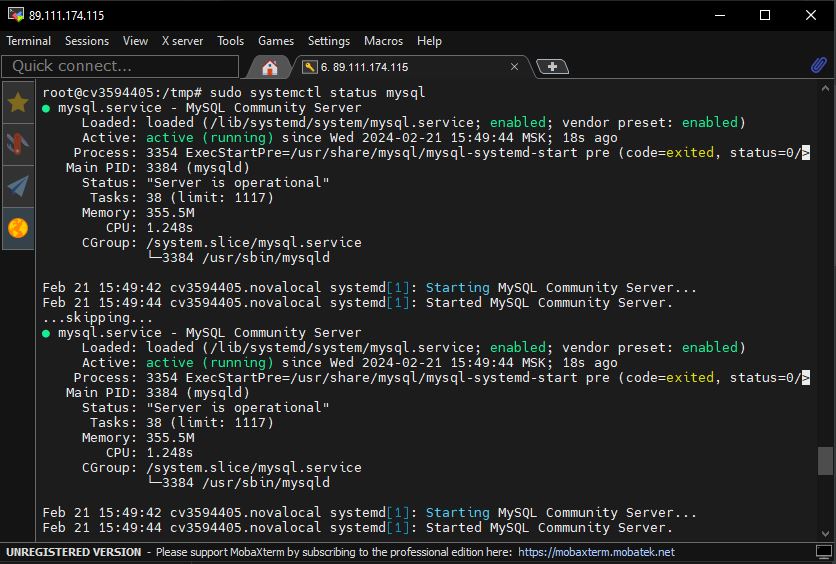 89.111.174.115
Terminal Sessions View X server Tools Games Settings Macros Help
Quick connect...
6. 89.111.174.115
root@cv3594405:/tmp# sudo systemctl status mysql
● mysql.service - MySQL Community Server
Loaded: loaded (/lib/systemd/system/mysql.service; enabled; vendor preset: enabled)
Active: active (running) since Wed 2024-02-21 15:49:44 MSK; 18s ago
Process: 3354 ExecStartPre=/usr/share/mysql/mysql-systemd-start pre (code=exited, status=0/>
Main PID: 3384 (mysqld)
Status: "Server is operational"
Tasks: 38 (limit: 1117)
Memory: 355.5M
CPU: 1.248s
CGroup: /system.slice/mysql.service
└─3384 /usr/sbin/mysqld
Feb 21 15:49:42 cv3594405.novalocal systemd[1]: Starting MySQL Community Server...
Feb 21 15:49:44 cv3594405.novalocal systemd[1]: Started MySQL Community Server.
...skipping...
● mysql.service - MySQL Community Server
Loaded: loaded (/lib/systemd/system/mysql.service; enabled; vendor preset: enabled)
Active: active (running) since Wed 2024-02-21 15:49:44 MSK; 18s ago
Process: 3354 ExecStartPre=/usr/share/mysql/mysql-systemd-start pre (code=exited, status=0/>
Main PID: 3384 (mysqld)
Status: "Server is operational"
Tasks: 38 (limit: 1117)
Memory: 355.5M
CPU: 1.248s
CGroup: /system.slice/mysql.service
└─3384 /usr/sbin/mysqld
Feb 21 15:49:42 cv3594405.novalocal systemd[1]: Starting MySQL Community Server...
Feb 21 15:49:44 cv3594405.novalocal systemd[1]: Started MySQL Community Server.
UNREGISTERED VERSION - Please support MobaXterm by subscribing to the professional edition here: https://mobaxterm.mobatek.net